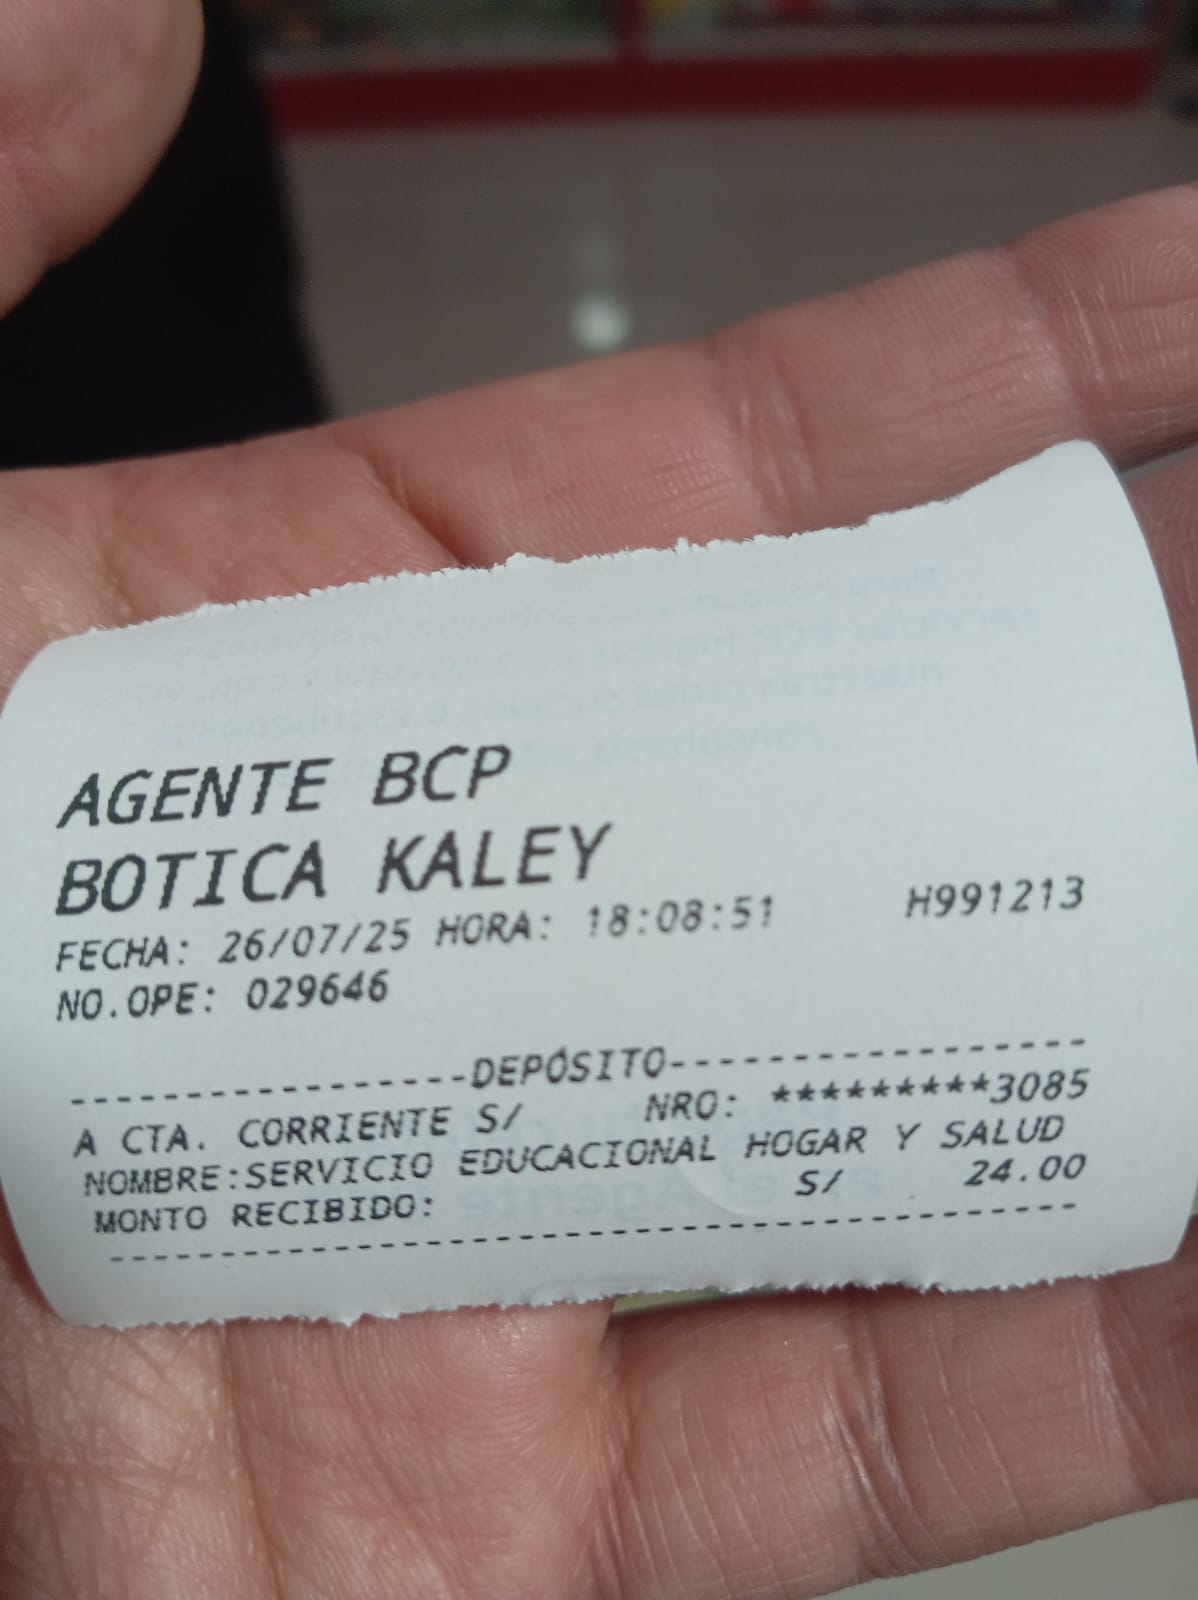 AGENTE BCP
BOTICA KALEY
FECHA: 26/07/25 HORA: 18:08:51 H991213
NO.OPE: 029646
----------------DEPÓSITO-----------------
A CTA. CORRIENTE S/ NRO: *********3085
NOMBRE:SERVICIO EDUCACIONAL HOGAR Y SALUD
MONTO RECIBIDO: S/ 24.00
-----------------------------------------